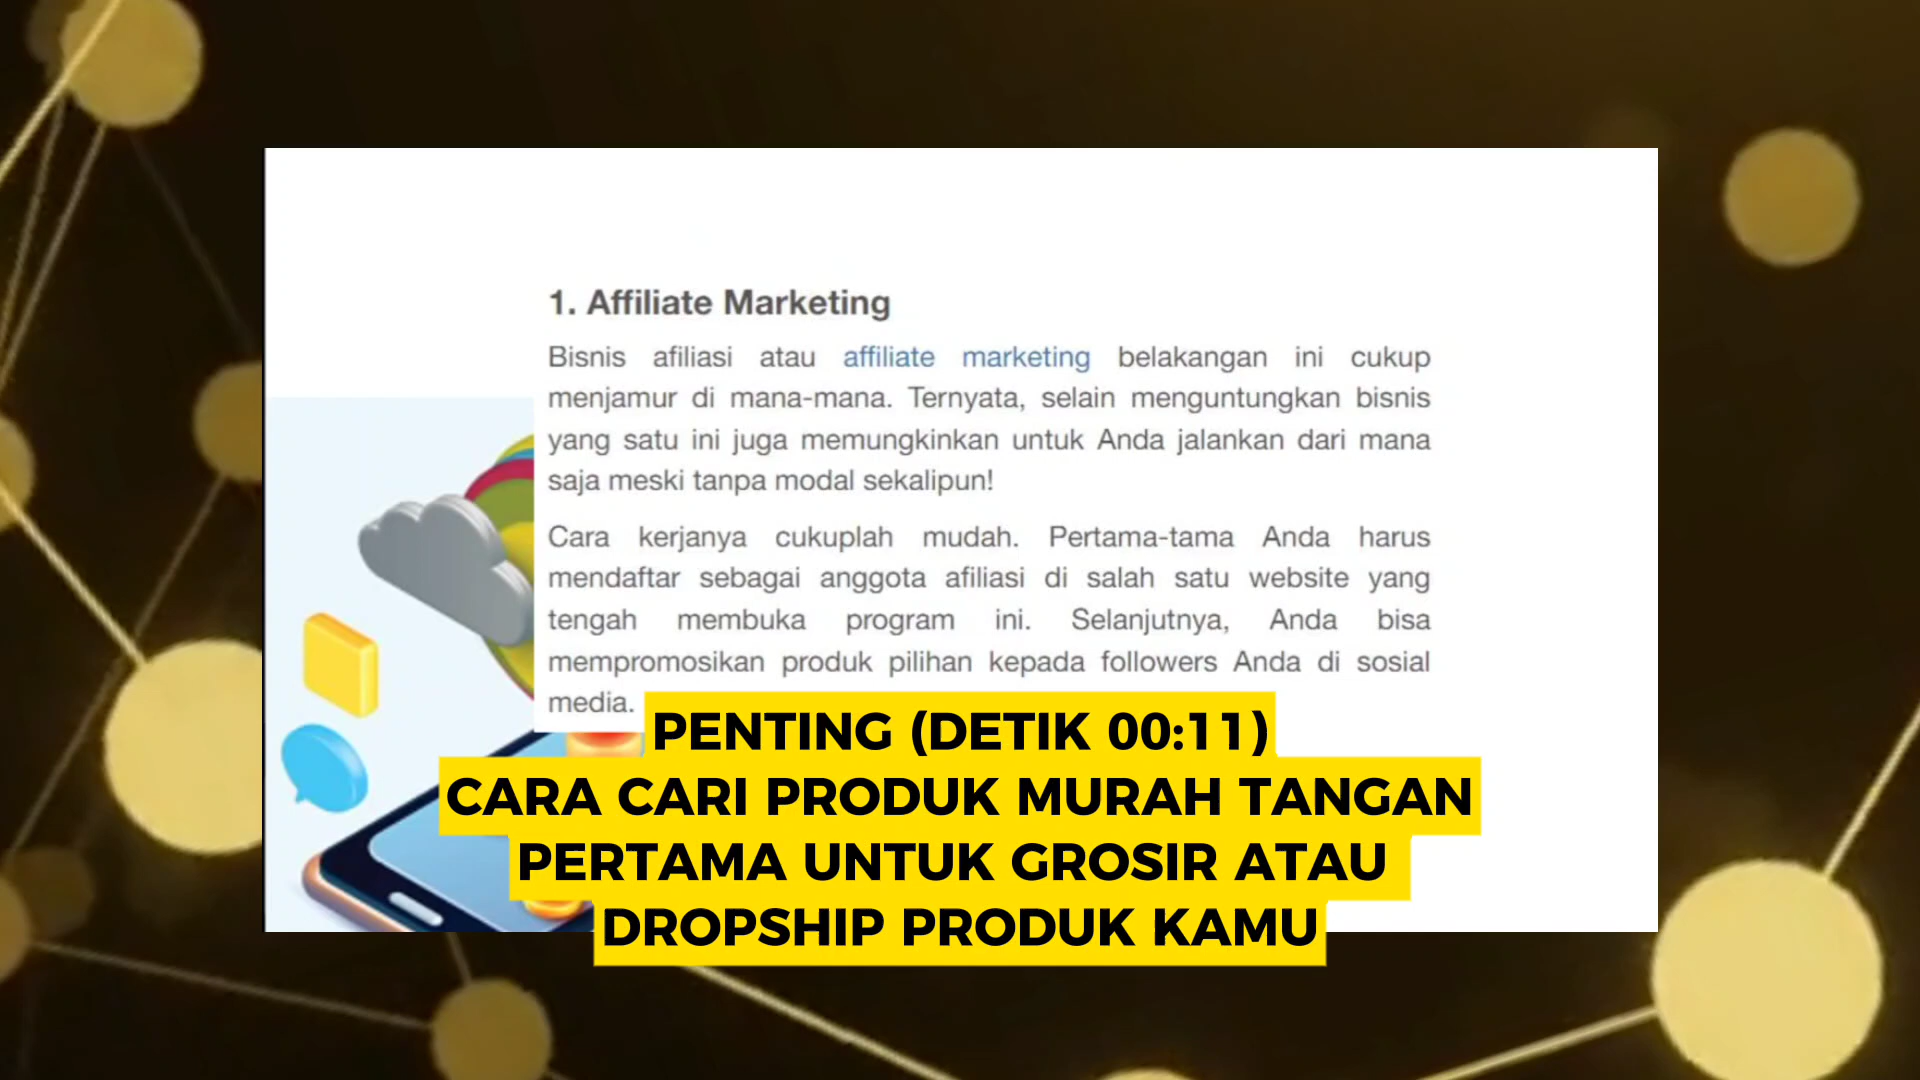 1. Affiliate Marketing
Bisnis afiliasi atau affiliate marketing belakangan ini cukup
menjamur di mana-mana. Ternyata, selain menguntungkan bisnis
yang satu ini juga memungkinkan untuk Anda jalankan dari mana
saja meski tanpa modal sekalipun!
Cara kerjanya cukuplah mudah. Pertama-tama Anda harus
mendaftar sebagai anggota afiliasi di salah satu website yang
tengah membuka program ini. Selanjutnya, Anda bisa
mempromosikan produk pilihan kepada followers Anda di sosial
media.
PENTING (DETIK 00:11)
CARA CARI PRODUK MURAH TANGAN
PERTAMA UNTUK GROSIR ATAU
DROPSHIP PRODUK KAMU